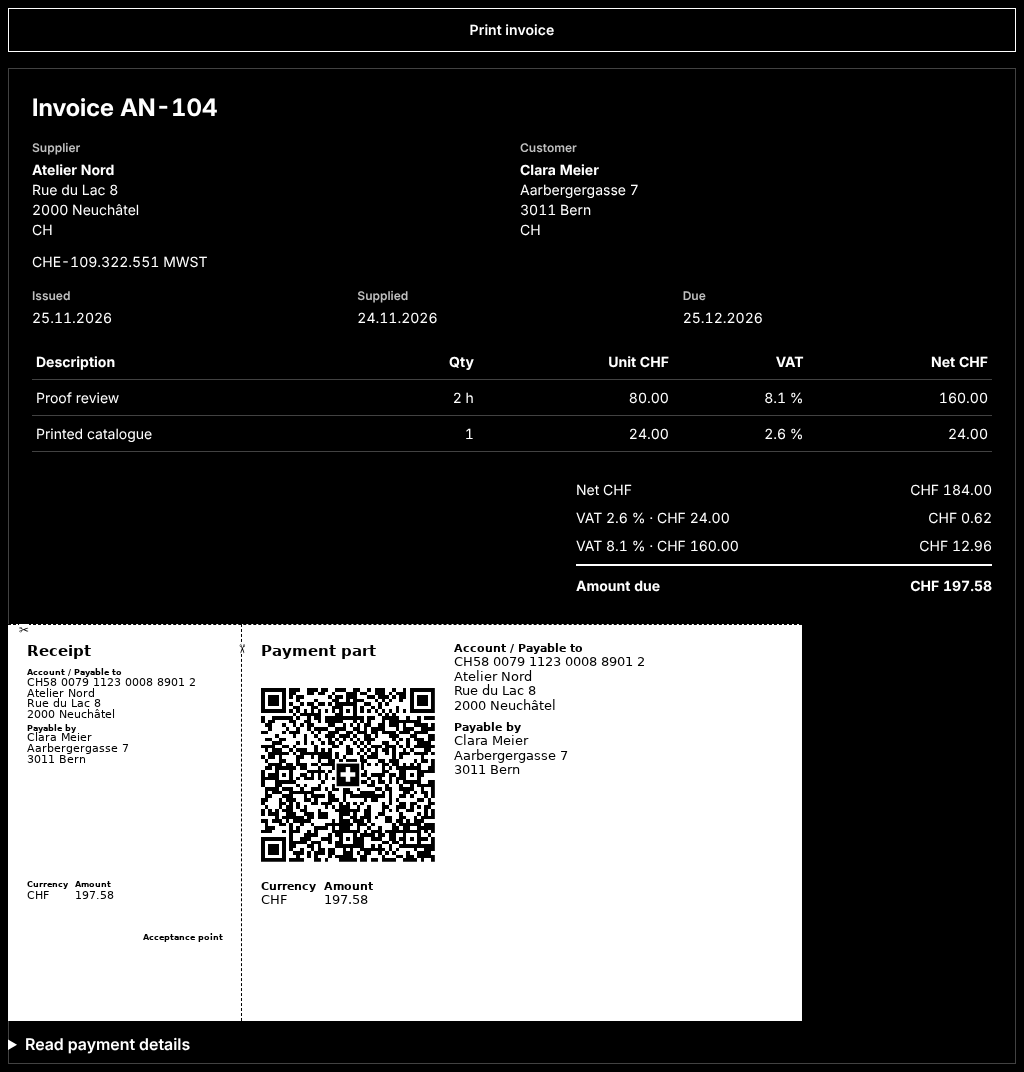 Print invoice
Invoice AN-104
Supplier
Atelier Nord
Rue du Lac 8
2000 Neuchâtel
CH
CHE-109.322.551 MWST
Customer
Clara Meier
Aarbergergasse 7
3011 Bern
CH
Issued
25.11.2026
Supplied
24.11.2026
Due
25.12.2026
Description Qty Unit CHF VAT Net CHF
Proof review 2 h 80.00 8.1 % 160.00
Printed catalogue 1 24.00 2.6 % 24.00
Net CHF CHF 184.00
VAT 2.6 % · CHF 24.00 CHF 0.62
VAT 8.1 % · CHF 160.00 CHF 12.96
Amount due CHF 197.58
Receipt
Account / Payable to
CH58 0079 1123 0008 8901 2
Atelier Nord
Rue du Lac 8
2000 Neuchâtel
Payable by
Clara Meier
Aarbergergasse 7
3011 Bern
Currency Amount
CHF 197.58
Acceptance point
Payment part
Currency Amount
CHF 197.58
Account / Payable to
CH58 0079 1123 0008 8901 2
Atelier Nord
Rue du Lac 8
2000 Neuchâtel
Payable by
Clara Meier
Aarbergergasse 7
3011 Bern
Read payment details